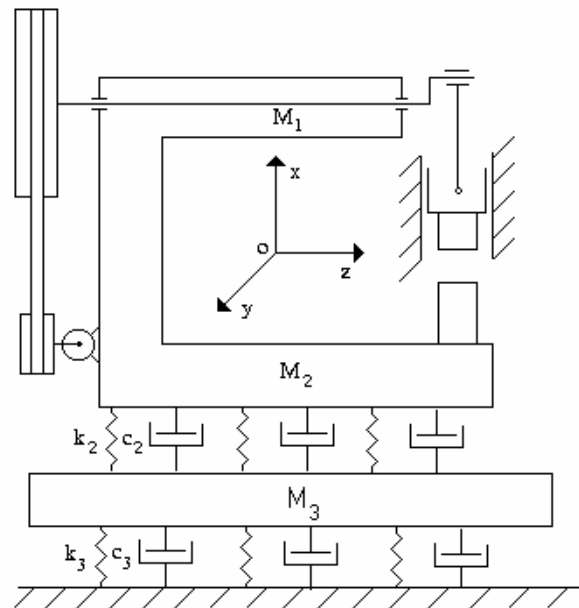 M₁
x
o
z
y
M₂
k₂ c₂
M₃
k₃ c₃